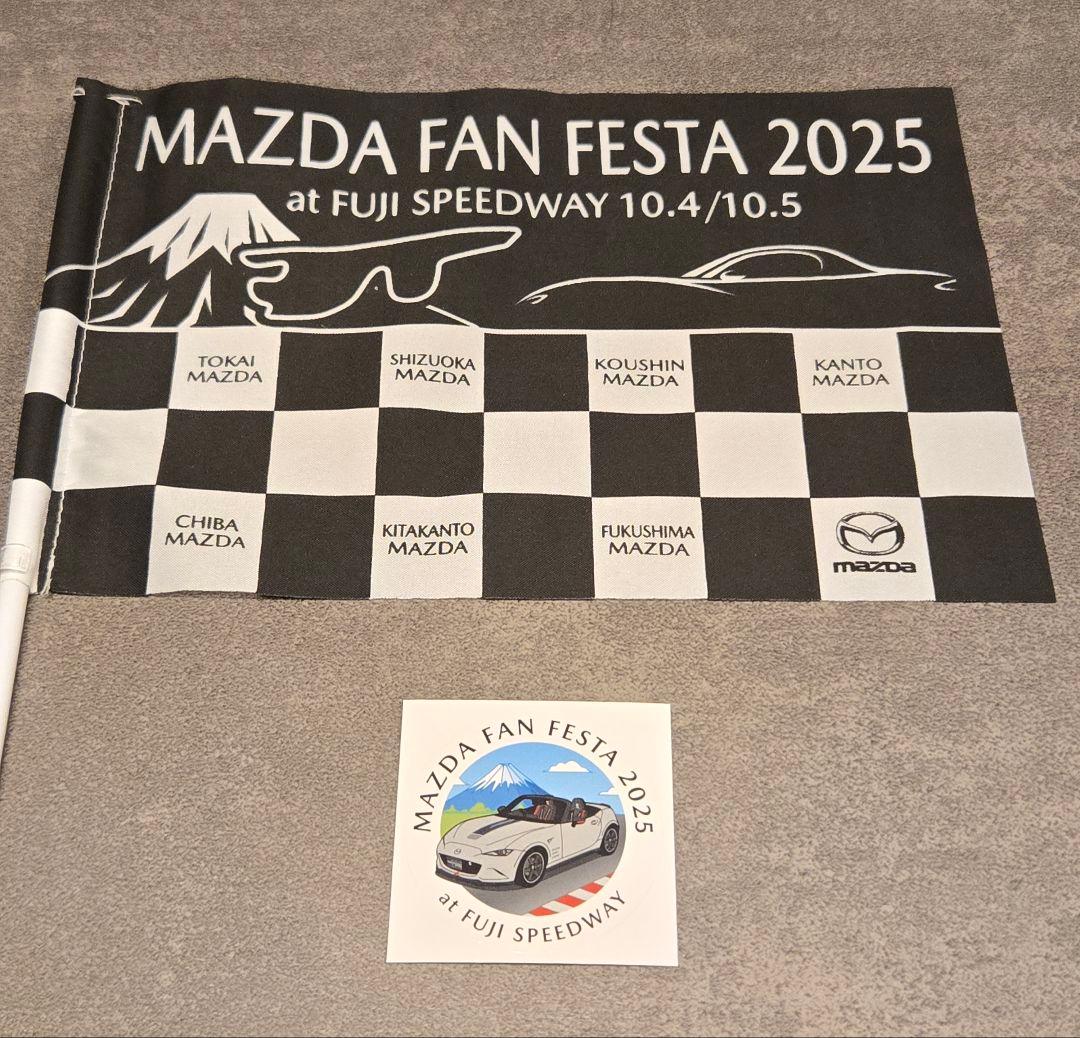 MAZDA FAN FESTA 2025
at FUJI SPEEDWAY 10.4/10.5
TOKAI
MAZDA
SHIZUOKA
MAZDA
KOUSHIN
MAZDA
KANTO
MAZDA
CHIBA
MAZDA
KITAKANTO
MAZDA
FUKUSHIMA
MAZDA
mazda
MAZDA FAN FESTA 2025
at FUJI SPEEDWAY